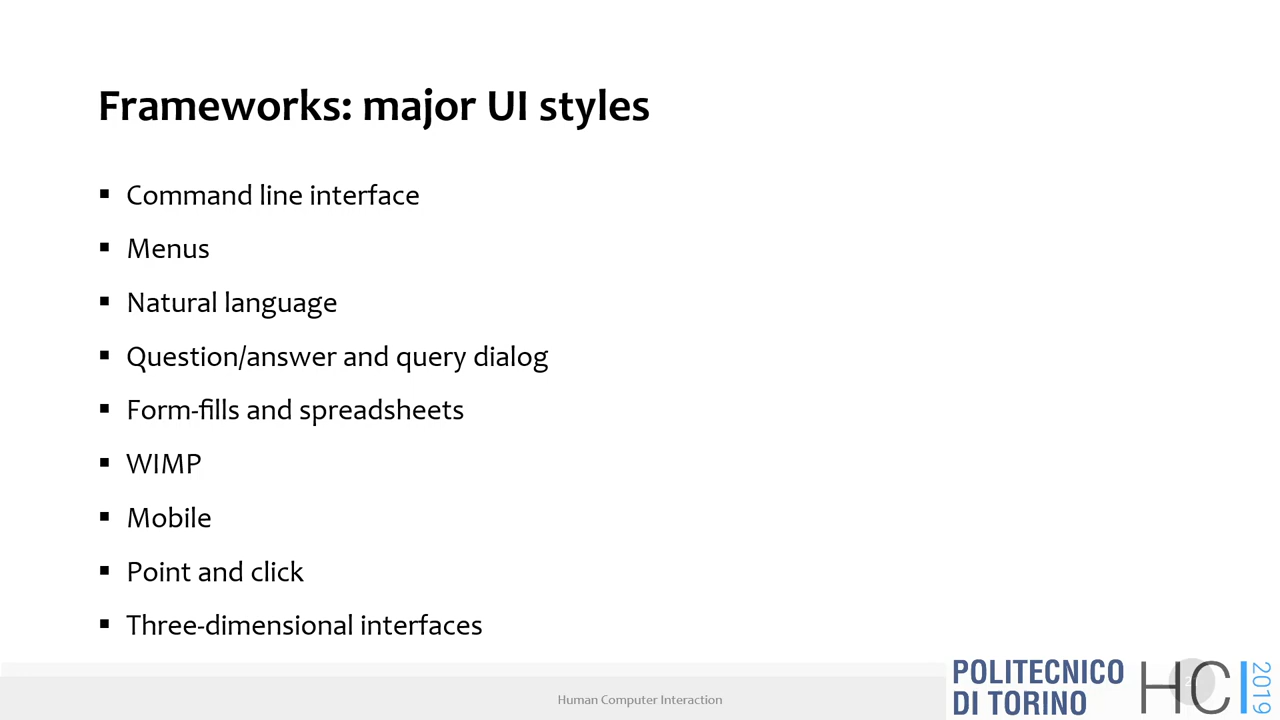 Frameworks: major UI styles
▪ Command line interface
▪ Menus
▪ Natural language
▪ Question/answer and query dialog
▪ Form-fills and spreadsheets
▪ WIMP
▪ Mobile
▪ Point and click
▪ Three-dimensional interfaces
Human Computer Interaction
POLITECNICO
DI TORINO
HCI
2019